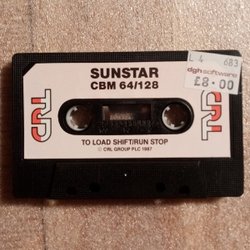 SUNSTAR
CBM 64/128
L 4 683
dgh software
£8.00
CRL
CRL
TO LOAD SHIFT/RUN STOP
© CRL GROUP PLC 1987